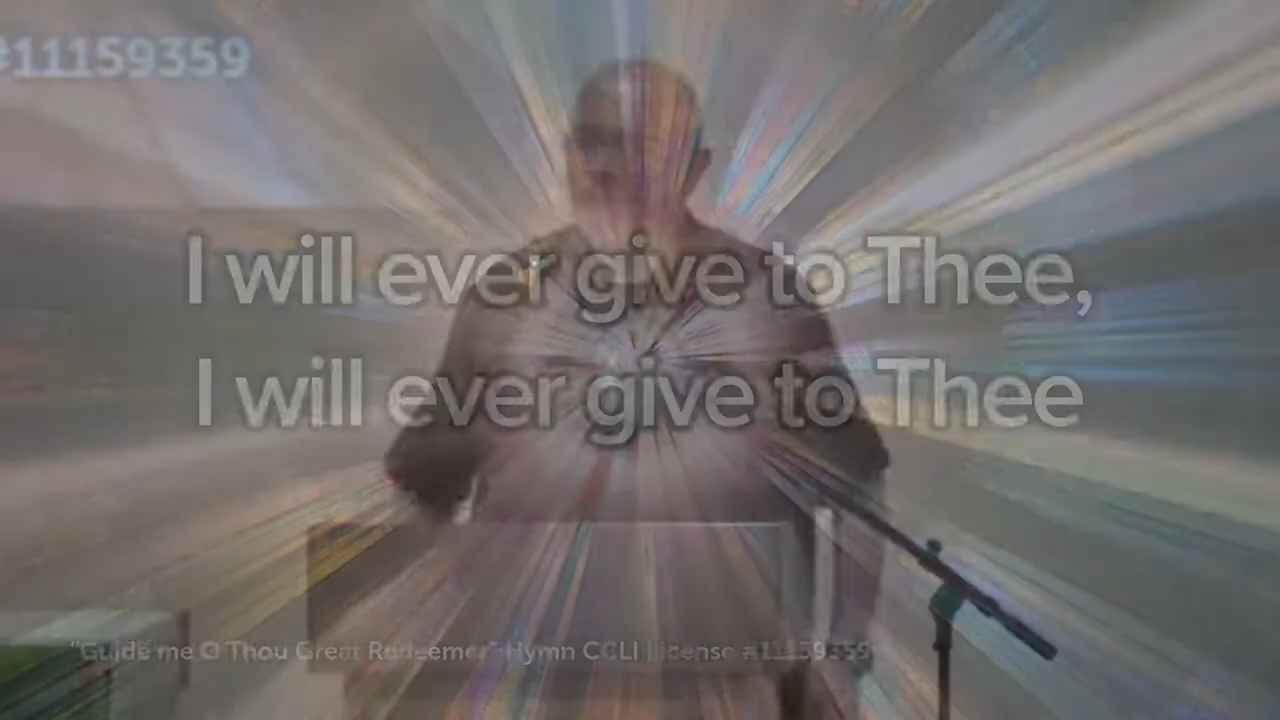 #11159359
I will ever give to Thee,
I will ever give to Thee
"Guide me O Thou Great Redeemer" Hymn CCLI license #11159359